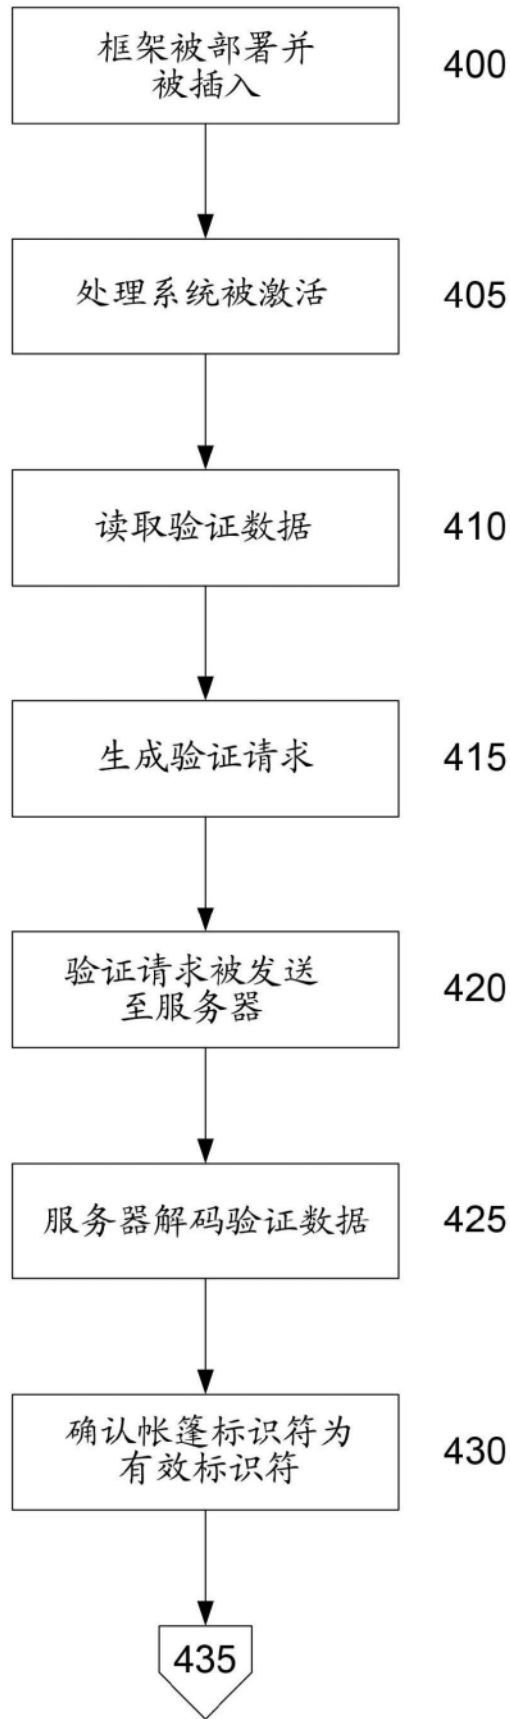 框架被部署并
被插入
400
处理系统被激活
405
读取验证数据
410
生成验证请求
415
验证请求被发送
至服务器
420
服务器解码验证数据
425
确认帐篷标识符为
有效标识符
430
435